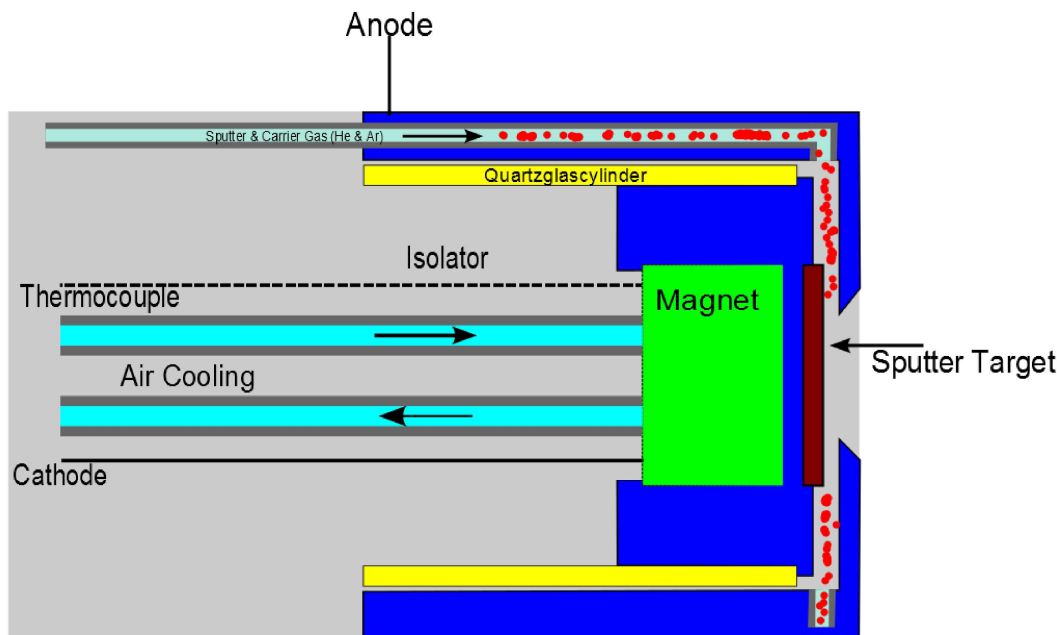 Anode
Sputter & Carrier Gas (He & Ar)
Quartzglascylinder
Isolator
Thermocouple
Magnet
Sputter Target
Air Cooling
Cathode